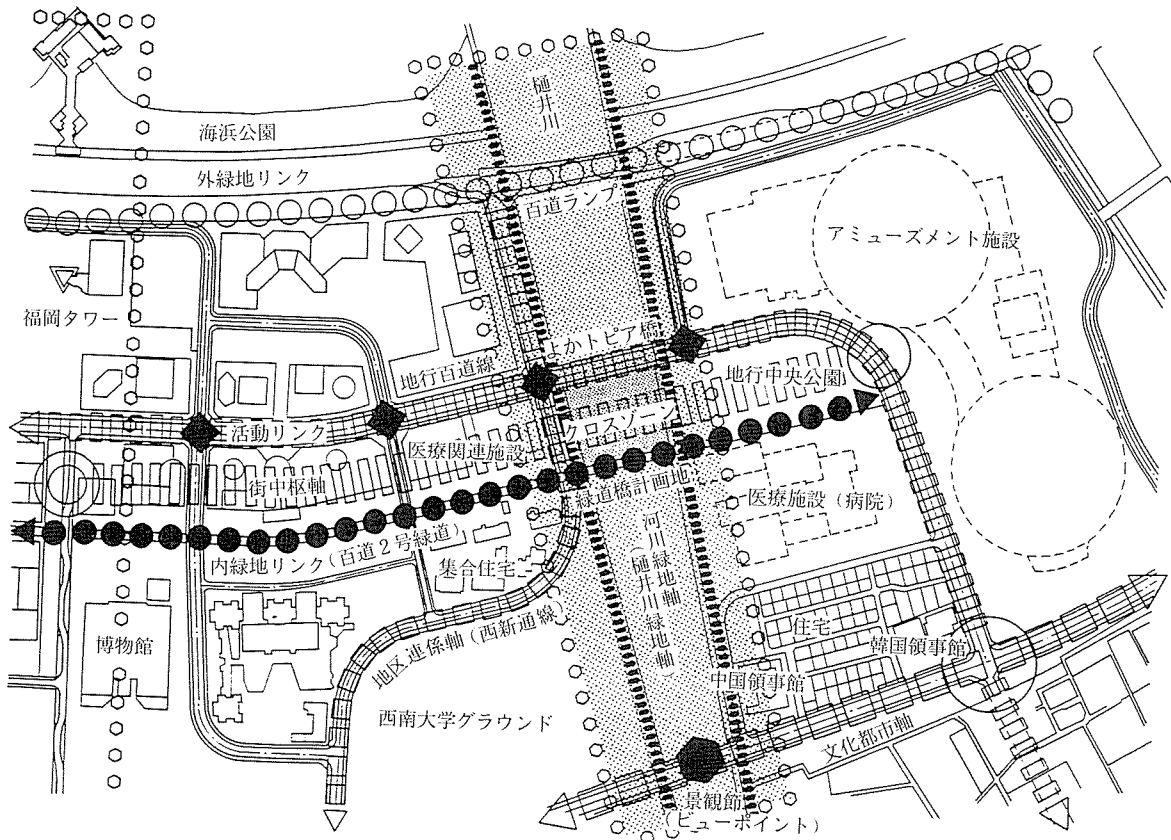 樋井川
海浜公園
外緑地リンク
百道ランプ
アミューズメント施設
福岡タワー
よかトピア橋
地行百道線
地行中央公園
活動リンク
クロスゾーン
医療関連施設
街中枢軸
緑道橋計画地
医療施設(病院)
内緑地リンク(百道2号緑道)
集合住宅
河川緑地軸
(樋井川緑地軸)
住宅
博物館
地区連係軸(西新通線)
韓国領事館
中国領事館
西南大学グラウンド
文化都市軸
景観節
(ビューポイント)